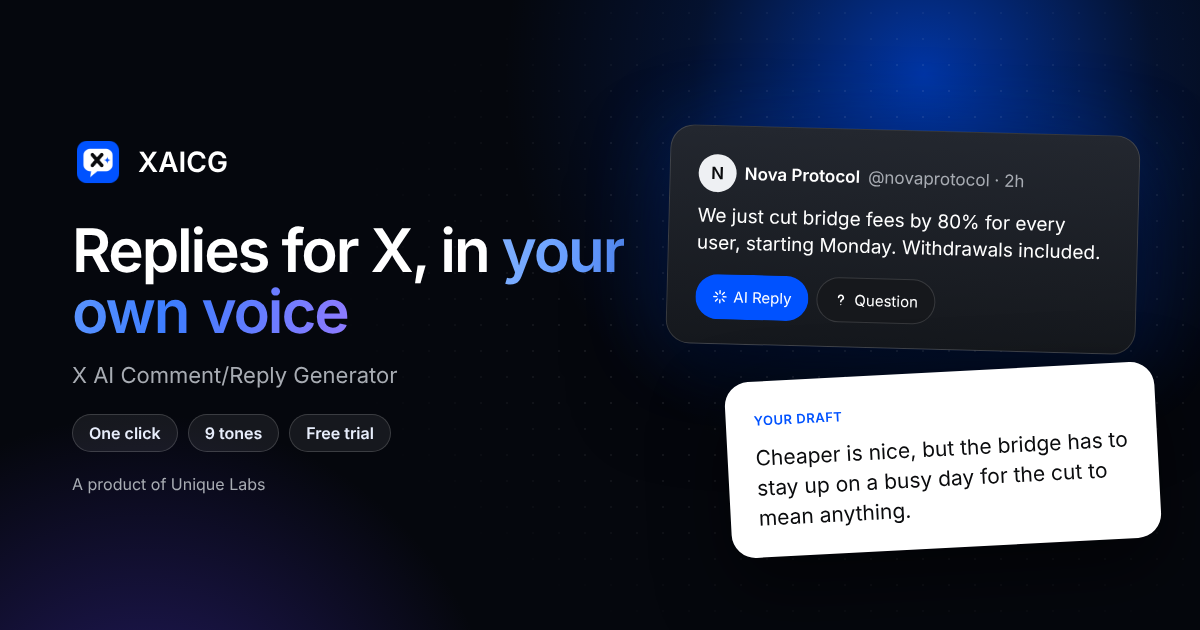 XAICG
Replies for X, in your
own voice
X AI Comment/Reply Generator
One click
9 tones
Free trial
A product of Unique Labs
N
Nova Protocol @novaprotocol · 2h
We just cut bridge fees by 80% for every
user, starting Monday. Withdrawals included.
AI Reply
? Question
YOUR DRAFT
Cheaper is nice, but the bridge has to
stay up on a busy day for the cut to
mean anything.